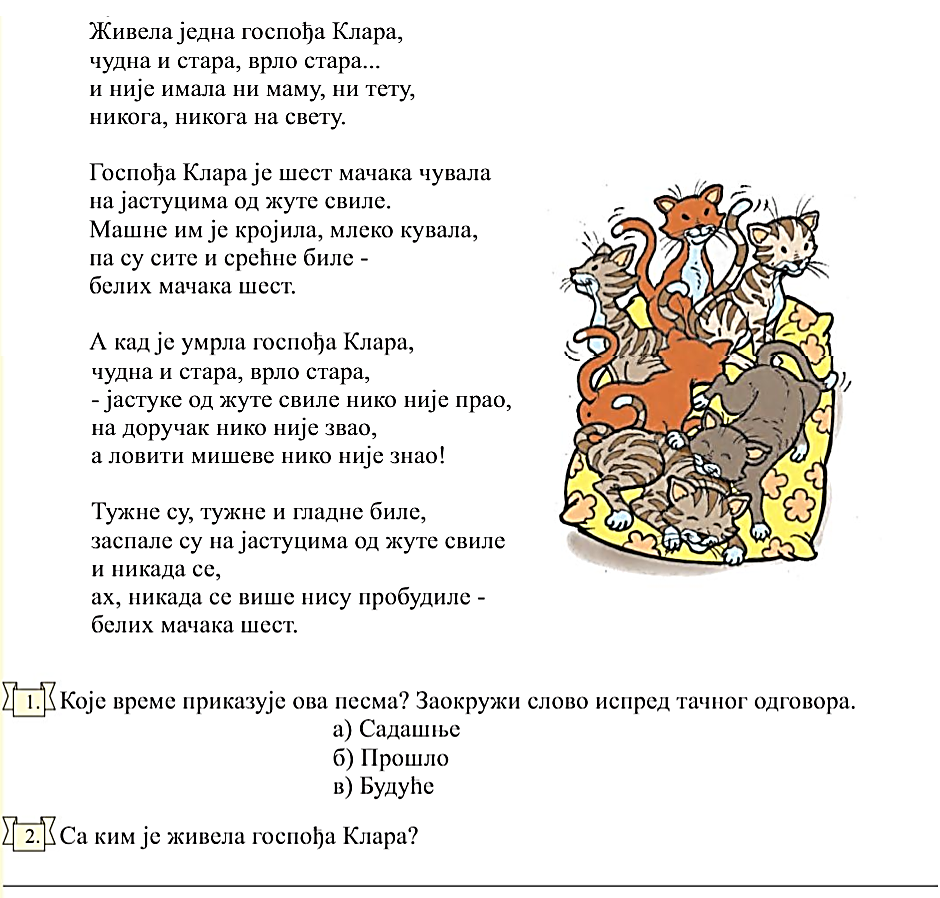 Живела једна госпођа Клара,
чудна и стара, врло стара...
и није имала ни маму, ни тету,
никога, никога на свету.
Госпођа Клара је шест мачака чувала
на јастуцима од жуте свиле.
Машне им је кројила, млеко кувала,
па су сите и срећне биле -
белих мачака шест.
А кад је умрла госпођа Клара,
чудна и стара, врло стара,
- јастуке од жуте свиле нико није прао,
на доручак нико није звао,
а ловити мишеве нико није знао!
Тужне су, тужне и гладне биле,
заспале су на јастуцима од жуте свиле
и никада се,
ах, никада се више нису пробудиле -
белих мачака шест.
1. Које време приказује ова песма? Заокружи слово испред тачног одговора.
а) Садашње
б) Прошло
в) Будуће
2. Са ким је живела госпођа Клара?